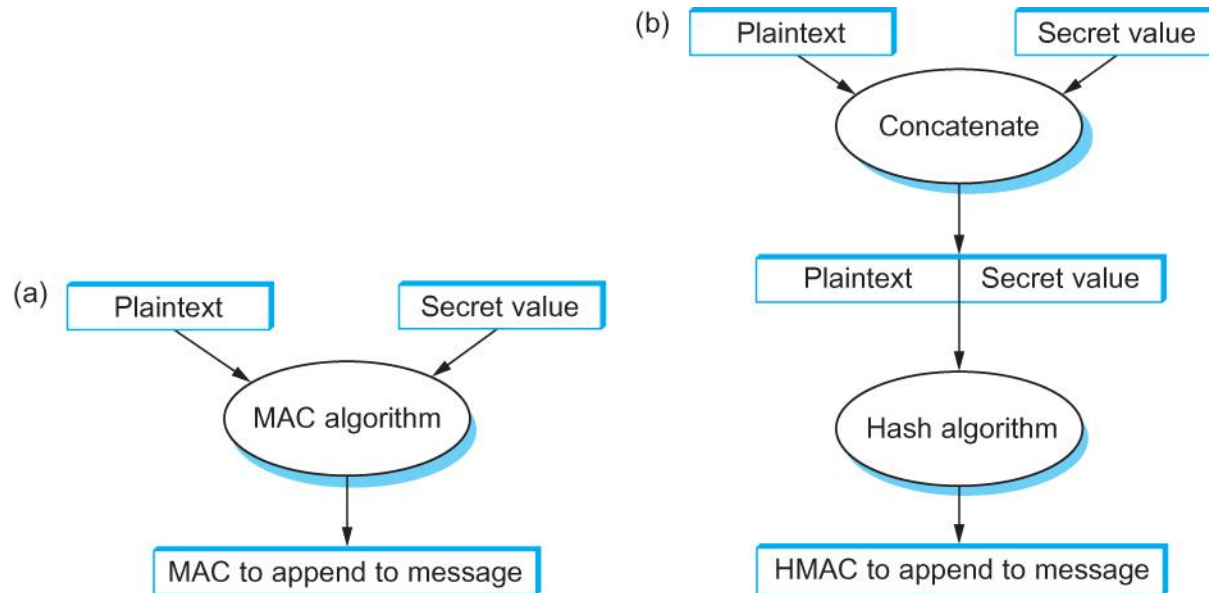 (a)
Plaintext
Secret value
MAC algorithm
MAC to append to message
(b)
Plaintext
Secret value
Concatenate
Plaintext
Secret value
Hash algorithm
HMAC to append to message